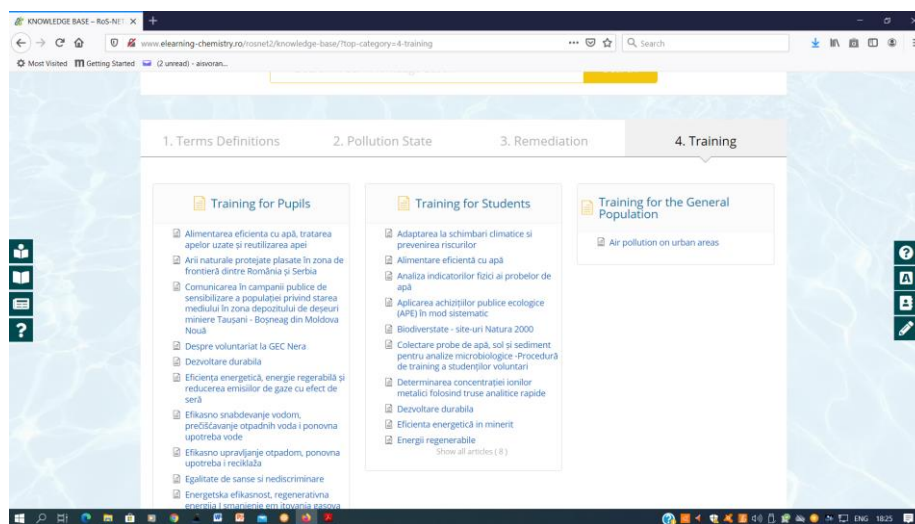 KNOWLEDGE BASE – RoS-NET
www.elearning-chemistry.ro/rosnet2/knowledge-base/?top-category=4-training
Search
Most Visited
Getting Started
(2 unread) - aisvoran...
1. Terms Definitions
2. Pollution State
3. Remediation
4. Training
Training for Pupils
Alimentarea eficienta cu apă, tratarea
apelor uzate și reutilizarea apei
Arii naturale protejate plasate în zona de
frontieră dintre România și Serbia
Comunicarea în campanii publice de
sensibilizare a populației privind starea
mediului în zona depozitului de deșeuri
miniere Taușani - Boșneag din Moldova
Nouă
Despre voluntariat la GEC Nera
Dezvoltare durabila
Eficiența energetică, energie regerabilă și
reducerea emisiilor de gaze cu efect de
seră
Efikasno snabdevanje vodom,
prečišćavanje otpadnih voda i ponovna
upotreba vode
Efikasno upravljanje otpadom, ponovna
upotreba i reciklaža
Egalitate de sanse si nediscriminare
Energetska efikasnost, regenerativna
Training for Students
Adaptarea la schimbari climatice si
prevenirea riscurilor
Alimentare eficientă cu apă
Analiza indicatorilor fizici ai probelor de
apă
Aplicarea achizițiilor publice ecologice
(APE) în mod sistematic
Biodiverstate - site-uri Natura 2000
Colectare probe de apă, sol și sediment
pentru analize microbiologice -Procedură
de training a studenților voluntari
Determinarea concentrației ionilor
metalici folosind truse analitice rapide
Dezvoltare durabila
Eficienta energetică in minerit
Energii regenerabile
Show all articles ( 8 )
Training for the General
Population
Air pollution on urban areas
ENG
1825